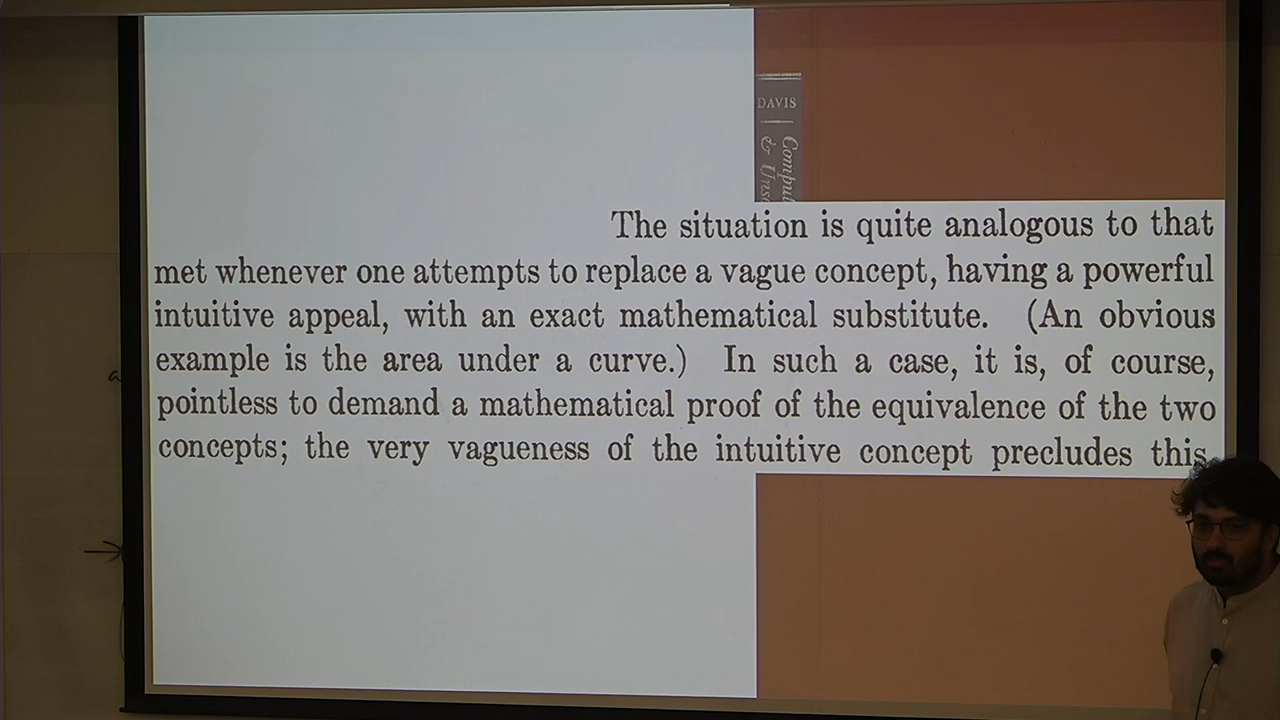 DAVIS
Comput
& Unso
The situation is quite analogous to that
met whenever one attempts to replace a vague concept, having a powerful
intuitive appeal, with an exact mathematical substitute. (An obvious
example is the area under a curve.) In such a case, it is, of course,
pointless to demand a mathematical proof of the equivalence of the two
concepts; the very vagueness of the intuitive concept precludes this.